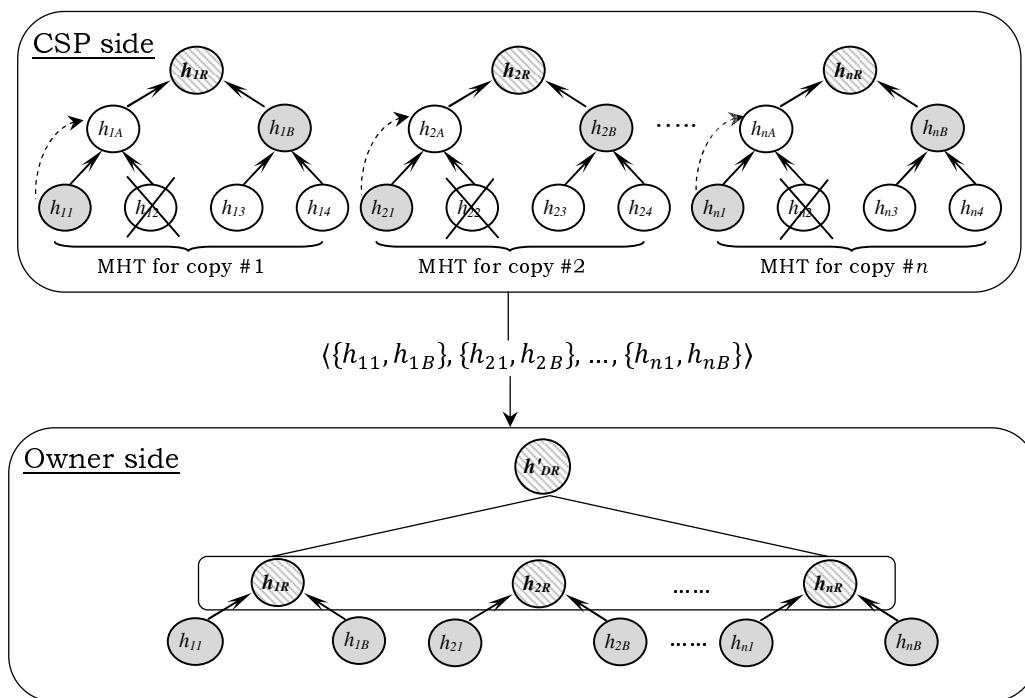 CSP side
h1R h2R hnR
h1A h1B h2A h2B ..... hnA hnB
h11 h12 h13 h14 h21 h22 h23 h24 hn1 hn2 hn3 hn4
MHT for copy #1 MHT for copy #2 MHT for copy #n
⟨{h11, h1B}, {h21, h2B}, ..., {hn1, hnB}⟩
Owner side
h'DR
h1R h2R ...... hnR
h11 h1B h21 h2B ...... hn1 hnB